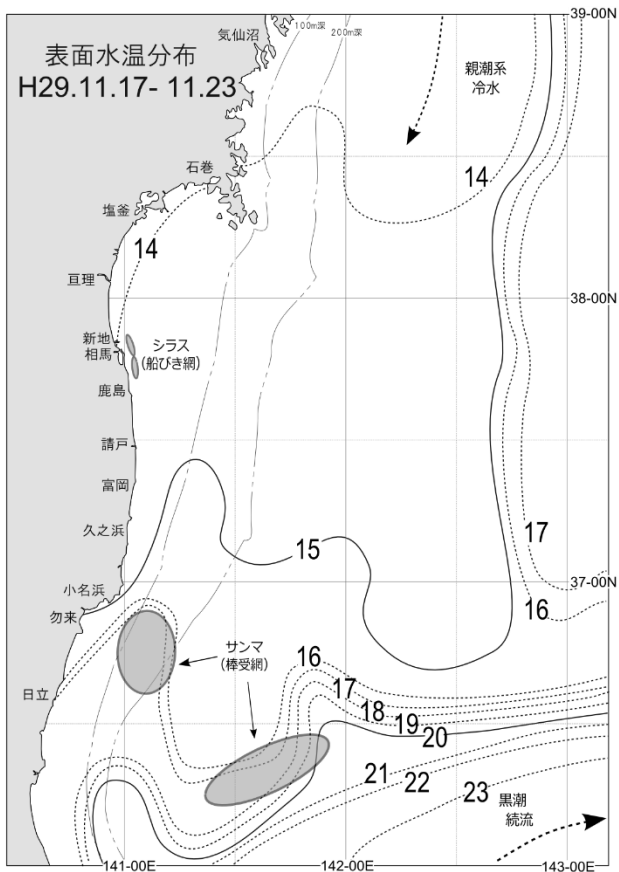 39-00N
気仙沼
100m深
200m深
表面水温分布
H29.11.17- 11.23
親潮系
冷水
石巻
14
塩釜
14
亘理
38-00N
新地
相馬
シラス
(船びき網)
鹿島
請戸
富岡
17
久之浜
15
37-00N
小名浜
16
勿来
サンマ
(棒受網)
16
17
日立
18
19
20
21
22
23
黒潮
続流
141-00E
142-00E
143-00E